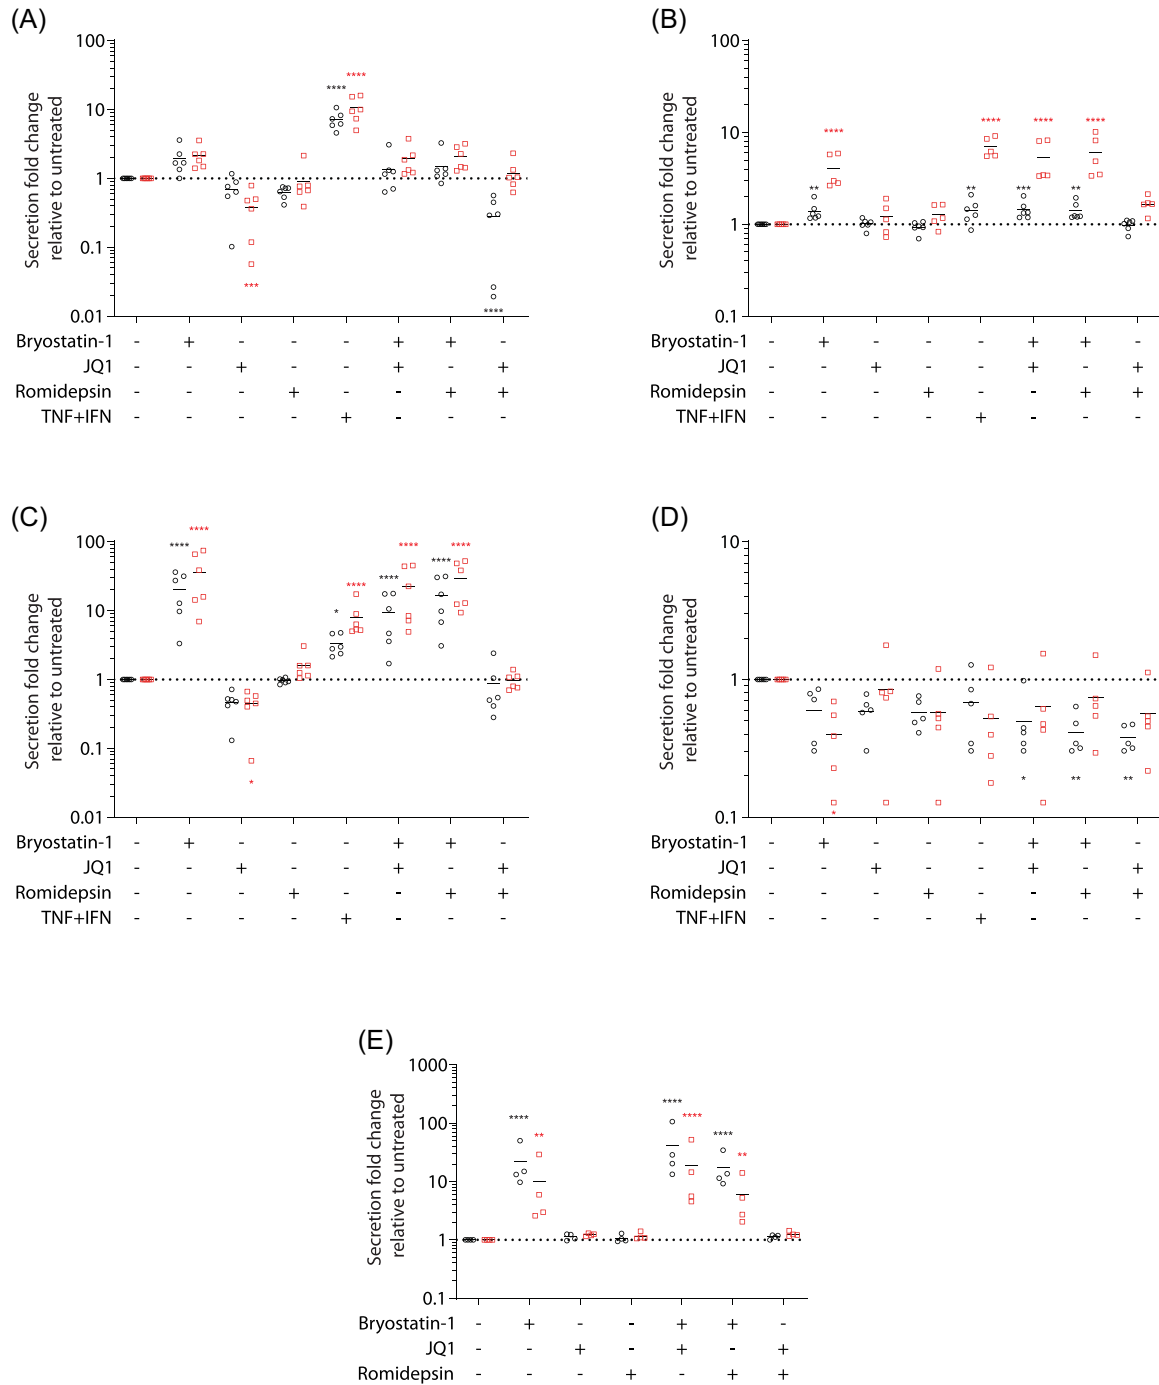 (A)
Secretion fold change
relative to untreated
100
10
1
0.1
0.01
**** ****
***
****
Bryostatin-1 - + - - - + + -
JQ1 - - + - - + - +
Romidepsin - - - + - - + +
TNF+IFN - - - - + - - -
(B)
Secretion fold change
relative to untreated
100
10
1
0.1
** **** ** **** *** **** ** ****
Bryostatin-1 - + - - - + + -
JQ1 - - + - - + - +
Romidepsin - - - + - - + +
TNF+IFN - - - - + - - -
(C)
Secretion fold change
relative to untreated
100
10
1
0.1
0.01
**** **** * **** **** **** **** ****
*
Bryostatin-1 - + - - - + + -
JQ1 - - + - - + - +
Romidepsin - - - + - - + +
TNF+IFN - - - - + - - -
(D)
Secretion fold change
relative to untreated
10
1
0.1
* * ** **
Bryostatin-1 - + - - - + + -
JQ1 - - + - - + - +
Romidepsin - - - + - - + +
TNF+IFN - - - - + - - -
(E)
Secretion fold change
relative to untreated
1000
100
10
1
0.1
**** ** **** **** **** **
Bryostatin-1 - + - - + + -
JQ1 - - + - + - +
Romidepsin - - - + - + +